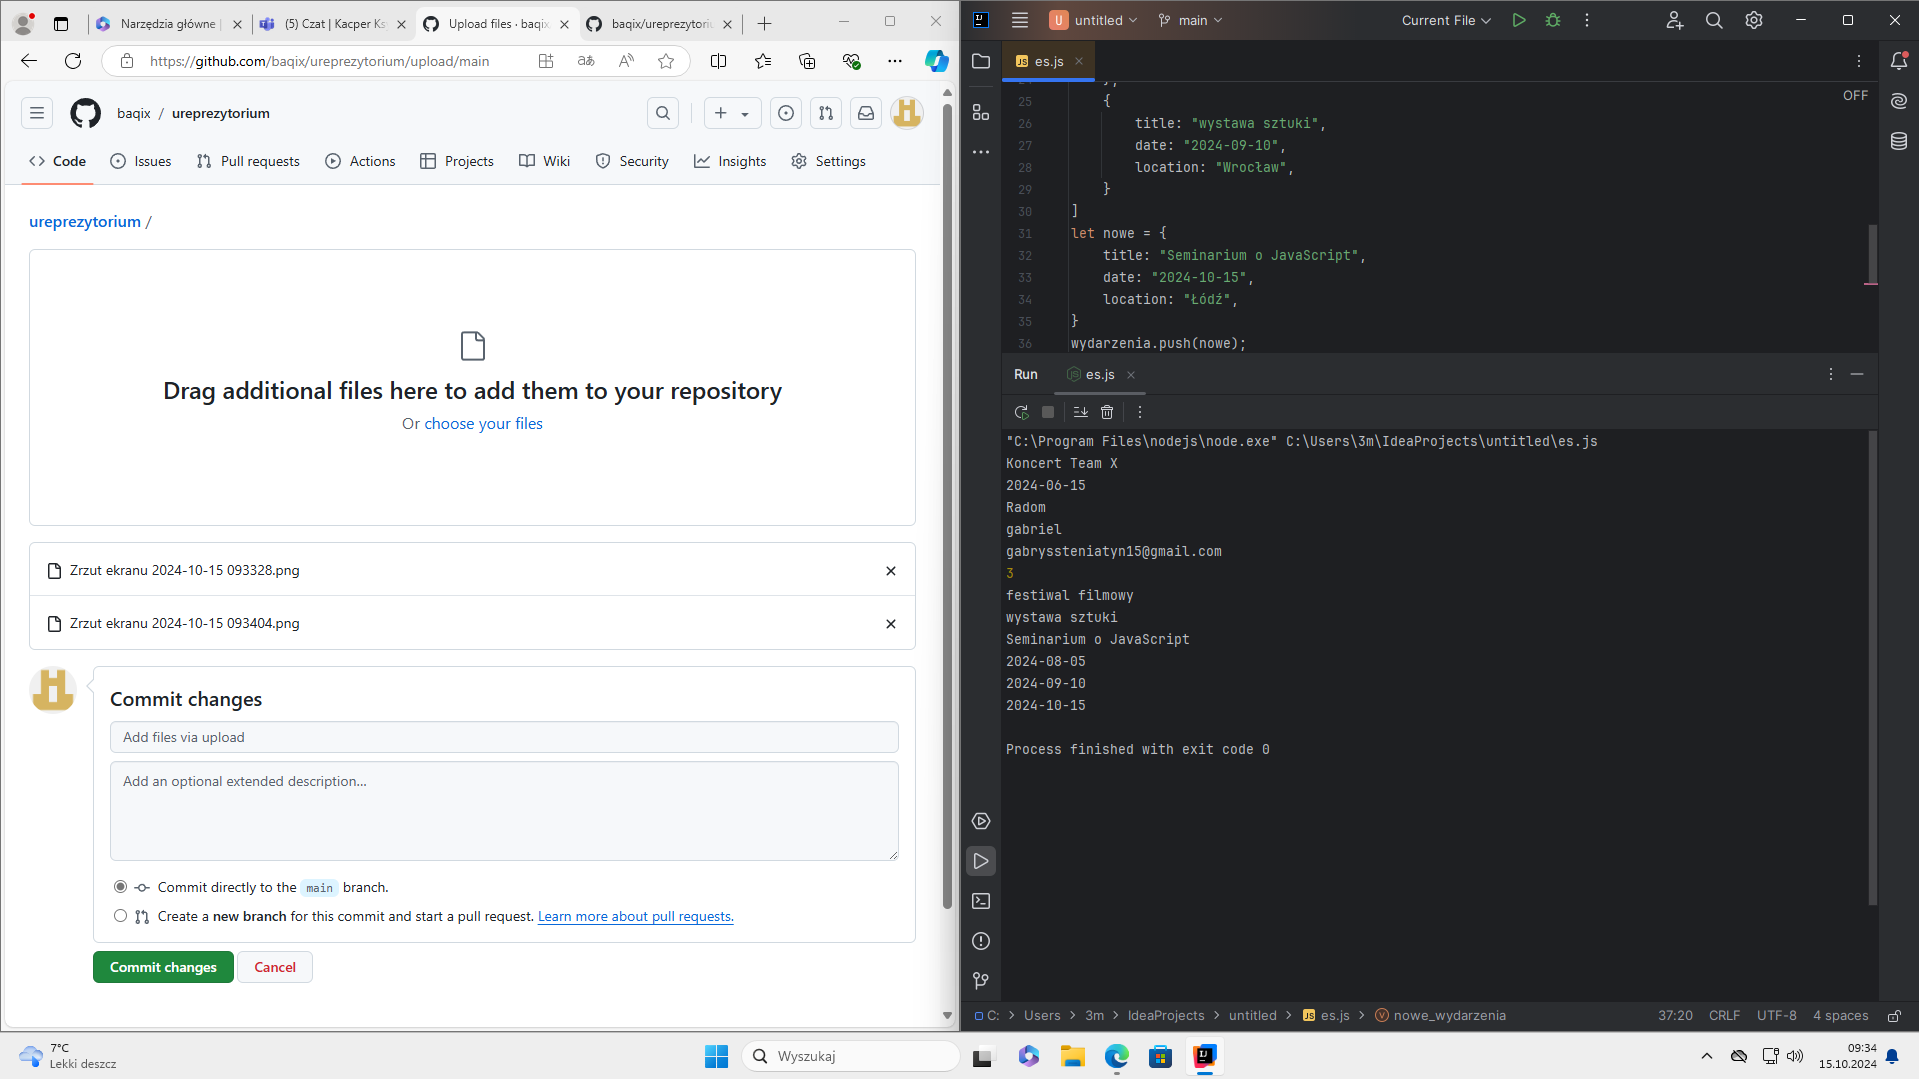 Narzędzia główne
(5) Czat | Kacper Ks
Upload files · baqix
baqix/ureprezytoriu
https://github.com/baqix/ureprezytorium/upload/main
baqix / ureprezytorium
Code
Issues
Pull requests
Actions
Projects
Wiki
Security
Insights
Settings
ureprezytorium /
Drag additional files here to add them to your repository
Or choose your files
Zrzut ekranu 2024-10-15 093328.png
Zrzut ekranu 2024-10-15 093404.png
Commit changes
Add files via upload
Add an optional extended description...
Commit directly to the main branch.
Create a new branch for this commit and start a pull request. Learn more about pull requests.
Commit changes
Cancel
U untitled
main
Current File
JS es.js
OFF
25 {
26 title: "wystawa sztuki",
27 date: "2024-09-10",
28 location: "Wrocław",
29 }
30 ]
31 let nowe = {
32 title: "Seminarium o JavaScript",
33 date: "2024-10-15",
34 location: "Łódź",
35 }
36 wydarzenia.push(nowe);
Run
es.js
"C:\Program Files\nodejs\node.exe" C:\Users\3m\IdeaProjects\untitled\es.js
Koncert Team X
2024-06-15
Radom
gabriel
gabryssteniatyn15@gmail.com
3
festiwal filmowy
wystawa sztuki
Seminarium o JavaScript
2024-08-05
2024-09-10
2024-10-15
Process finished with exit code 0
C: > Users > 3m > IdeaProjects > untitled > JS es.js > V nowe_wydarzenia
37:20 CRLF UTF-8 4 spaces
7°C
Lekki deszcz
Wyszukaj
09:34
15.10.2024